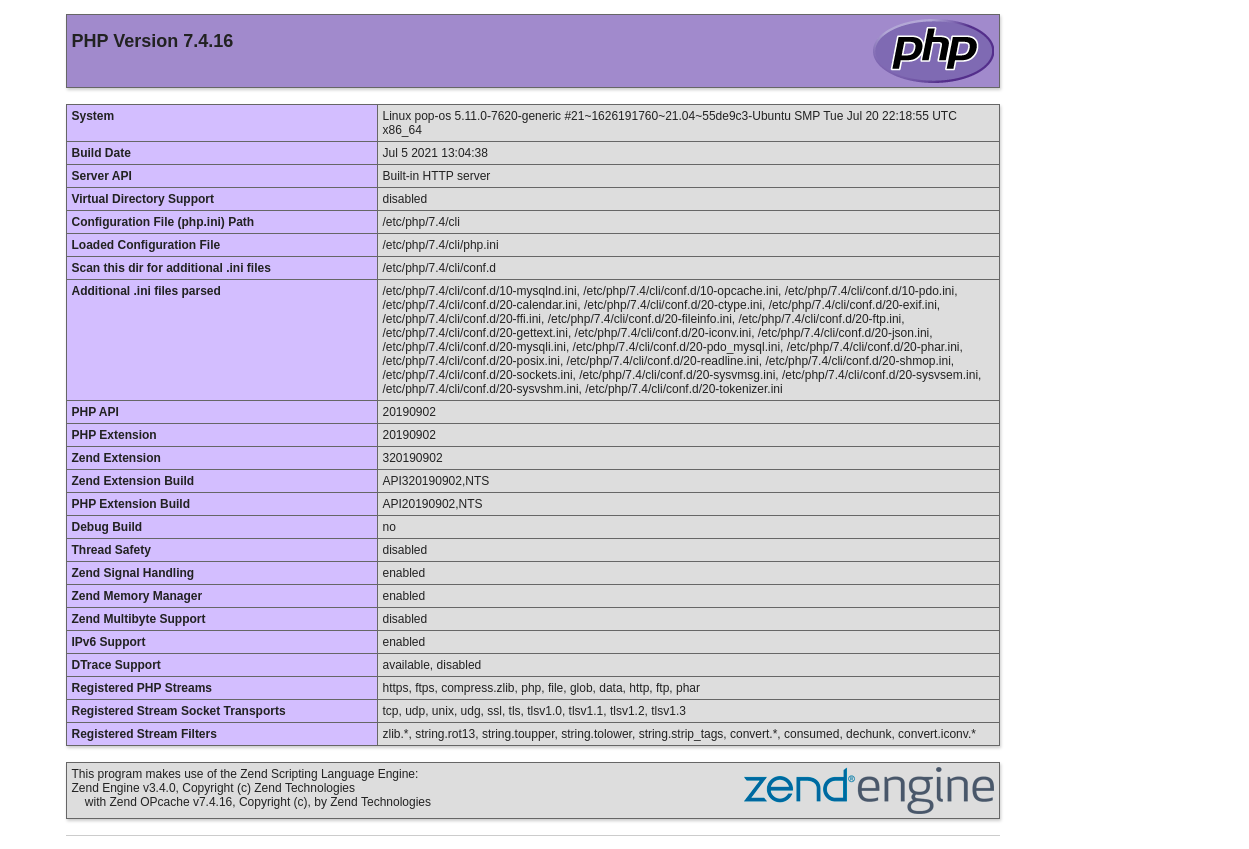 PHP Version 7.4.16
php
System Linux pop-os 5.11.0-7620-generic #21~1626191760~21.04~55de9c3-Ubuntu SMP Tue Jul 20 22:18:55 UTC
x86_64
Build Date Jul 5 2021 13:04:38
Server API Built-in HTTP server
Virtual Directory Support disabled
Configuration File (php.ini) Path /etc/php/7.4/cli
Loaded Configuration File /etc/php/7.4/cli/php.ini
Scan this dir for additional .ini files /etc/php/7.4/cli/conf.d
Additional .ini files parsed /etc/php/7.4/cli/conf.d/10-mysqlnd.ini, /etc/php/7.4/cli/conf.d/10-opcache.ini, /etc/php/7.4/cli/conf.d/10-pdo.ini,
/etc/php/7.4/cli/conf.d/20-calendar.ini, /etc/php/7.4/cli/conf.d/20-ctype.ini, /etc/php/7.4/cli/conf.d/20-exif.ini,
/etc/php/7.4/cli/conf.d/20-ffi.ini, /etc/php/7.4/cli/conf.d/20-fileinfo.ini, /etc/php/7.4/cli/conf.d/20-ftp.ini,
/etc/php/7.4/cli/conf.d/20-gettext.ini, /etc/php/7.4/cli/conf.d/20-iconv.ini, /etc/php/7.4/cli/conf.d/20-json.ini,
/etc/php/7.4/cli/conf.d/20-mysqli.ini, /etc/php/7.4/cli/conf.d/20-pdo_mysql.ini, /etc/php/7.4/cli/conf.d/20-phar.ini,
/etc/php/7.4/cli/conf.d/20-posix.ini, /etc/php/7.4/cli/conf.d/20-readline.ini, /etc/php/7.4/cli/conf.d/20-shmop.ini,
/etc/php/7.4/cli/conf.d/20-sockets.ini, /etc/php/7.4/cli/conf.d/20-sysvmsg.ini, /etc/php/7.4/cli/conf.d/20-sysvsem.ini,
/etc/php/7.4/cli/conf.d/20-sysvshm.ini, /etc/php/7.4/cli/conf.d/20-tokenizer.ini
PHP API 20190902
PHP Extension 20190902
Zend Extension 320190902
Zend Extension Build API320190902,NTS
PHP Extension Build API20190902,NTS
Debug Build no
Thread Safety disabled
Zend Signal Handling enabled
Zend Memory Manager enabled
Zend Multibyte Support disabled
IPv6 Support enabled
DTrace Support available, disabled
Registered PHP Streams https, ftps, compress.zlib, php, file, glob, data, http, ftp, phar
Registered Stream Socket Transports tcp, udp, unix, udg, ssl, tls, tlsv1.0, tlsv1.1, tlsv1.2, tlsv1.3
Registered Stream Filters zlib.*, string.rot13, string.toupper, string.tolower, string.strip_tags, convert.*, consumed, dechunk, convert.iconv.*
This program makes use of the Zend Scripting Language Engine:
Zend Engine v3.4.0, Copyright (c) Zend Technologies
with Zend OPcache v7.4.16, Copyright (c), by Zend Technologies
zend® engine